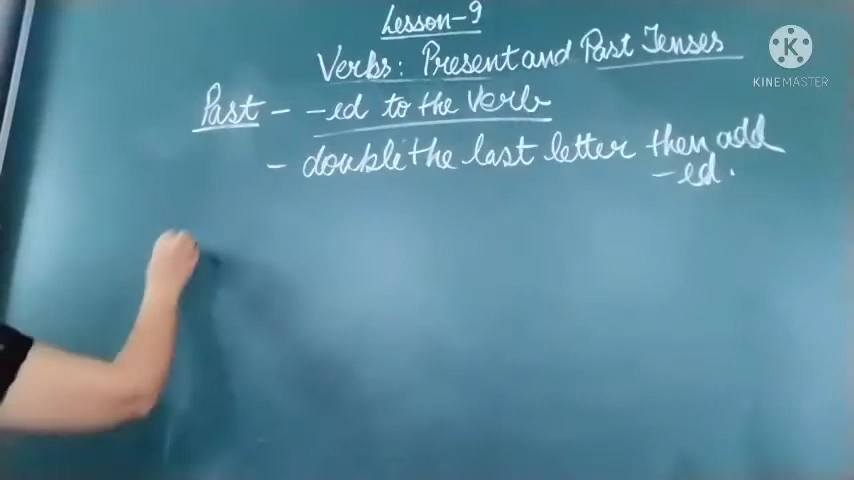 Lesson-9
Verbs: Present and Past Tenses
Past - -ed to the verb
- double the last letter then add
-ed.
K
KINEMASTER